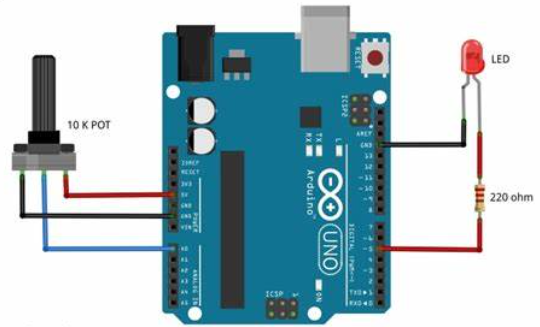 10 K POT
LED
220 ohm
RESET
ICSP2
IOREF
RESET
3V3
5V
GND
GND
VIN
POWER
A0
A1
A2
A3
A4
A5
ANALOG IN
AREF
GND
13
12
~11
~10
~9
8
7
~6
~5
4
~3
2
TX0▶1
RX0◀0
DIGITAL (PWM=~)
TX
RX
L
Arduino™
UNO
ON
ICSP
1